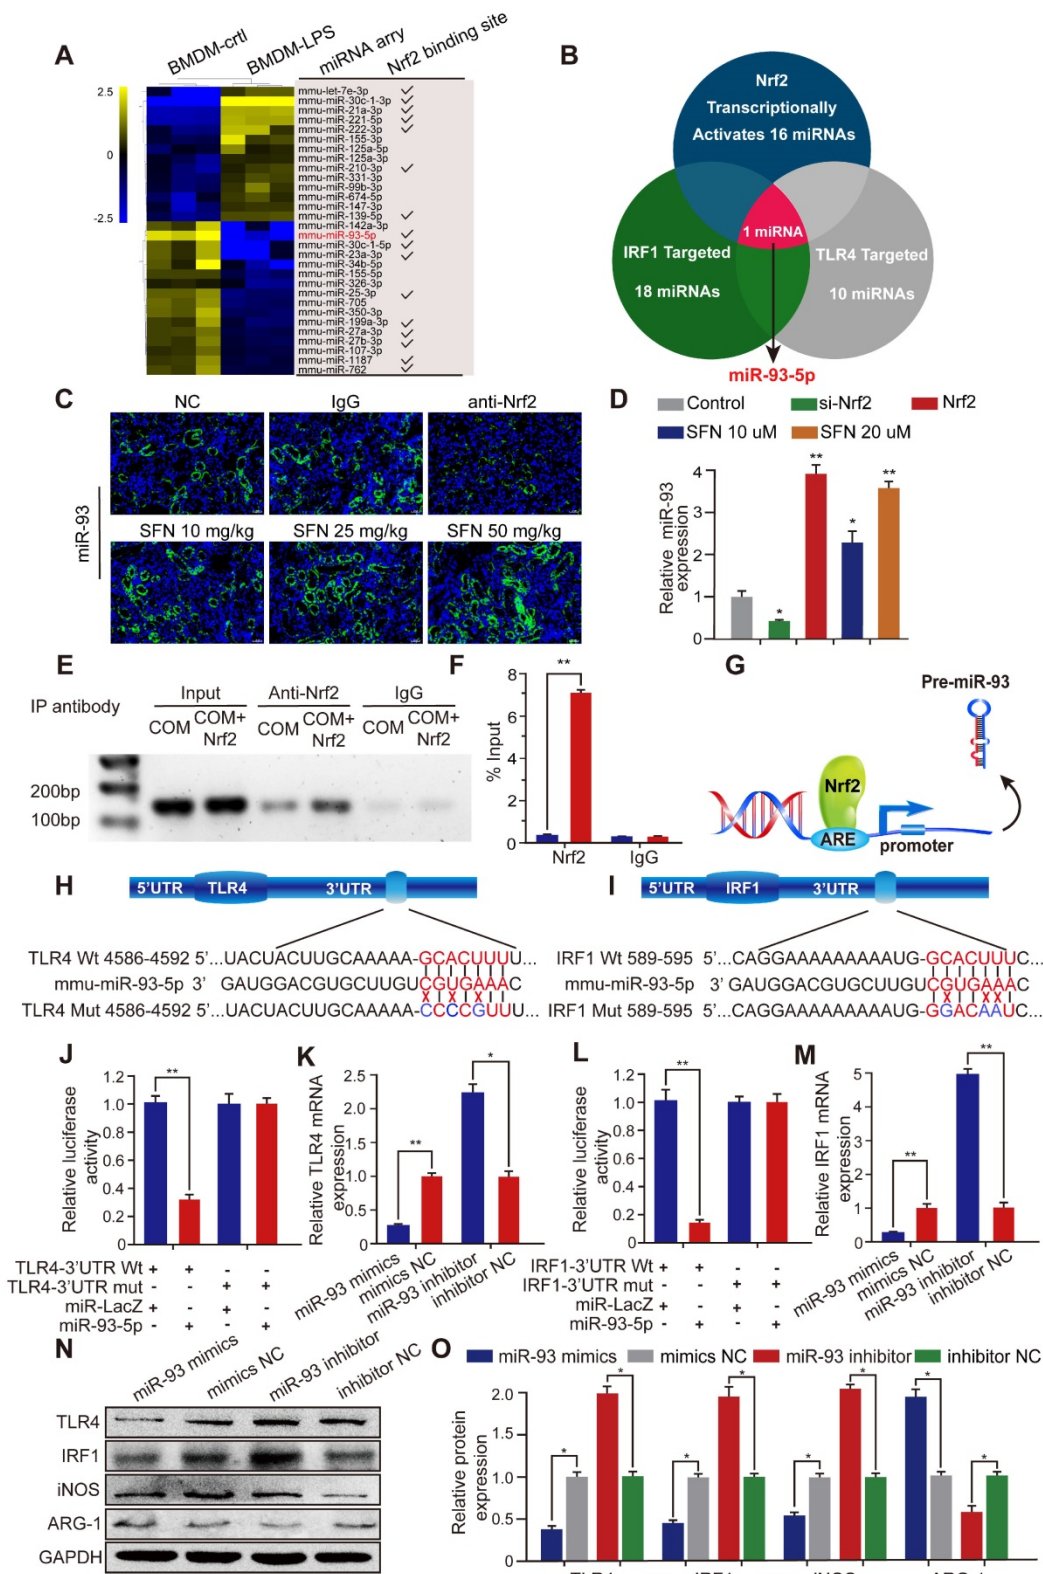 A
BMDM-crtl
BMDM-LPS
miRNA arry
Nrf2 binding site
2.5
0
-2.5
mmu-let-7e-3p
mmu-miR-30c-1-3p
mmu-miR-21a-3p
mmu-miR-221-5p
mmu-miR-222-3p
mmu-miR-155-3p
mmu-miR-125a-5p
mmu-miR-125a-3p
mmu-miR-210-3p
mmu-miR-331-3p
mmu-miR-99b-3p
mmu-miR-674-5p
mmu-miR-147-3p
mmu-miR-139-5p
mmu-miR-142a-3p
mmu-miR-93-5p
mmu-miR-30c-1-5p
mmu-miR-23a-3p
mmu-miR-34b-5p
mmu-miR-155-5p
mmu-miR-326-3p
mmu-miR-25-3p
mmu-miR-705
mmu-miR-350-3p
mmu-miR-199a-3p
mmu-miR-27a-3p
mmu-miR-27b-3p
mmu-miR-107-3p
mmu-miR-1187
mmu-miR-762
B
Nrf2
Transcriptionally
Activates 16 miRNAs
1 miRNA
IRF1 Targeted
18 miRNAs
TLR4 Targeted
10 miRNAs
miR-93-5p
C
NC IgG anti-Nrf2
miR-93
SFN 10 mg/kg SFN 25 mg/kg SFN 50 mg/kg
D
Control si-Nrf2 Nrf2
SFN 10 uM SFN 20 uM
Relative miR-93
expression
4
4
2
1
0
* ** * **
E
IP antibody
Input Anti-Nrf2 IgG
COM COM+ Nrf2 COM COM+ Nrf2 COM COM+ Nrf2
200bp
100bp
F
% Input
8
6
4
2
0
**
Nrf2 IgG
G
Pre-miR-93
Nrf2
ARE
promoter
H
5'UTR TLR4 3'UTR
TLR4 Wt 4586-4592 5'...UACUACUUGCAAAAA-GCACUUUU...
mmu-miR-93-5p 3' GAUGGACGUGCUUGUCGUGAAAC
x x x
TLR4 Mut 4586-4592 5'...UACUACUUGCAAAAA-CCCCGUUU...
I
5'UTR IRF1 3'UTR
IRF1 Wt 589-595 5'...CAGGAAAAAAAAAUG-GCACUUUC...
mmu-miR-93-5p 3' GAUGGACGUGCUUGUCGUGAAAC
x x x
IRF1 Mut 589-595 5'...CAGGAAAAAAAAAUG-GGACAAUC...
J
Relative luciferase
activity
1.2
1.0
0.8
0.6
0.4
0.2
0
**
TLR4-3'UTR Wt + + - -
TLR4-3'UTR mut - - + +
miR-LacZ + - + -
miR-93-5p - + - +
K
Relative TLR4 mRNA
expression
2.5
2.0
1.5
1.0
0.5
0
** *
miR-93 mimics
mimics NC
miR-93 inhibitor
inhibitor NC
L
Relative luciferase
activity
1.2
1.0
0.8
0.6
0.4
0.2
0
**
IRF1-3'UTR Wt + + - -
IRF1-3'UTR mut - - + +
miR-LacZ + - + -
miR-93-5p - + - +
M
Relative IRF1 mRNA
expression
5
4
3
2
1
0
** **
miR-93 mimics
mimics NC
miR-93 inhibitor
inhibitor NC
N
miR-93 mimics
mimics NC
miR-93 inhibitor
inhibitor NC
TLR4
IRF1
iNOS
ARG-1
GAPDH
O
miR-93 mimics mimics NC miR-93 inhibitor inhibitor NC
Relative protein
expression
2.0
1.5
1.0
0.5
0
* * * * * * * *